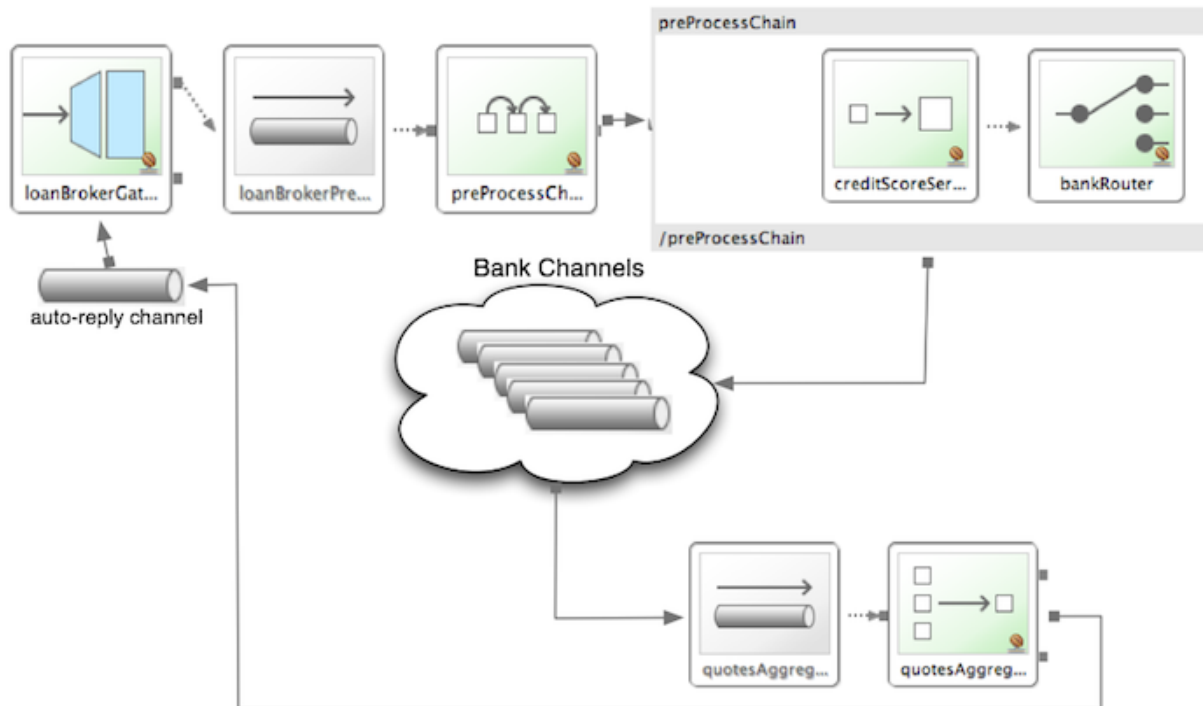 preProcessChain
loanBrokerGat...
loanBrokerPre...
preProcessCh...
creditScoreSer...
bankRouter
/preProcessChain
Bank Channels
auto-reply channel
quotesAggreg...
quotesAggreg...